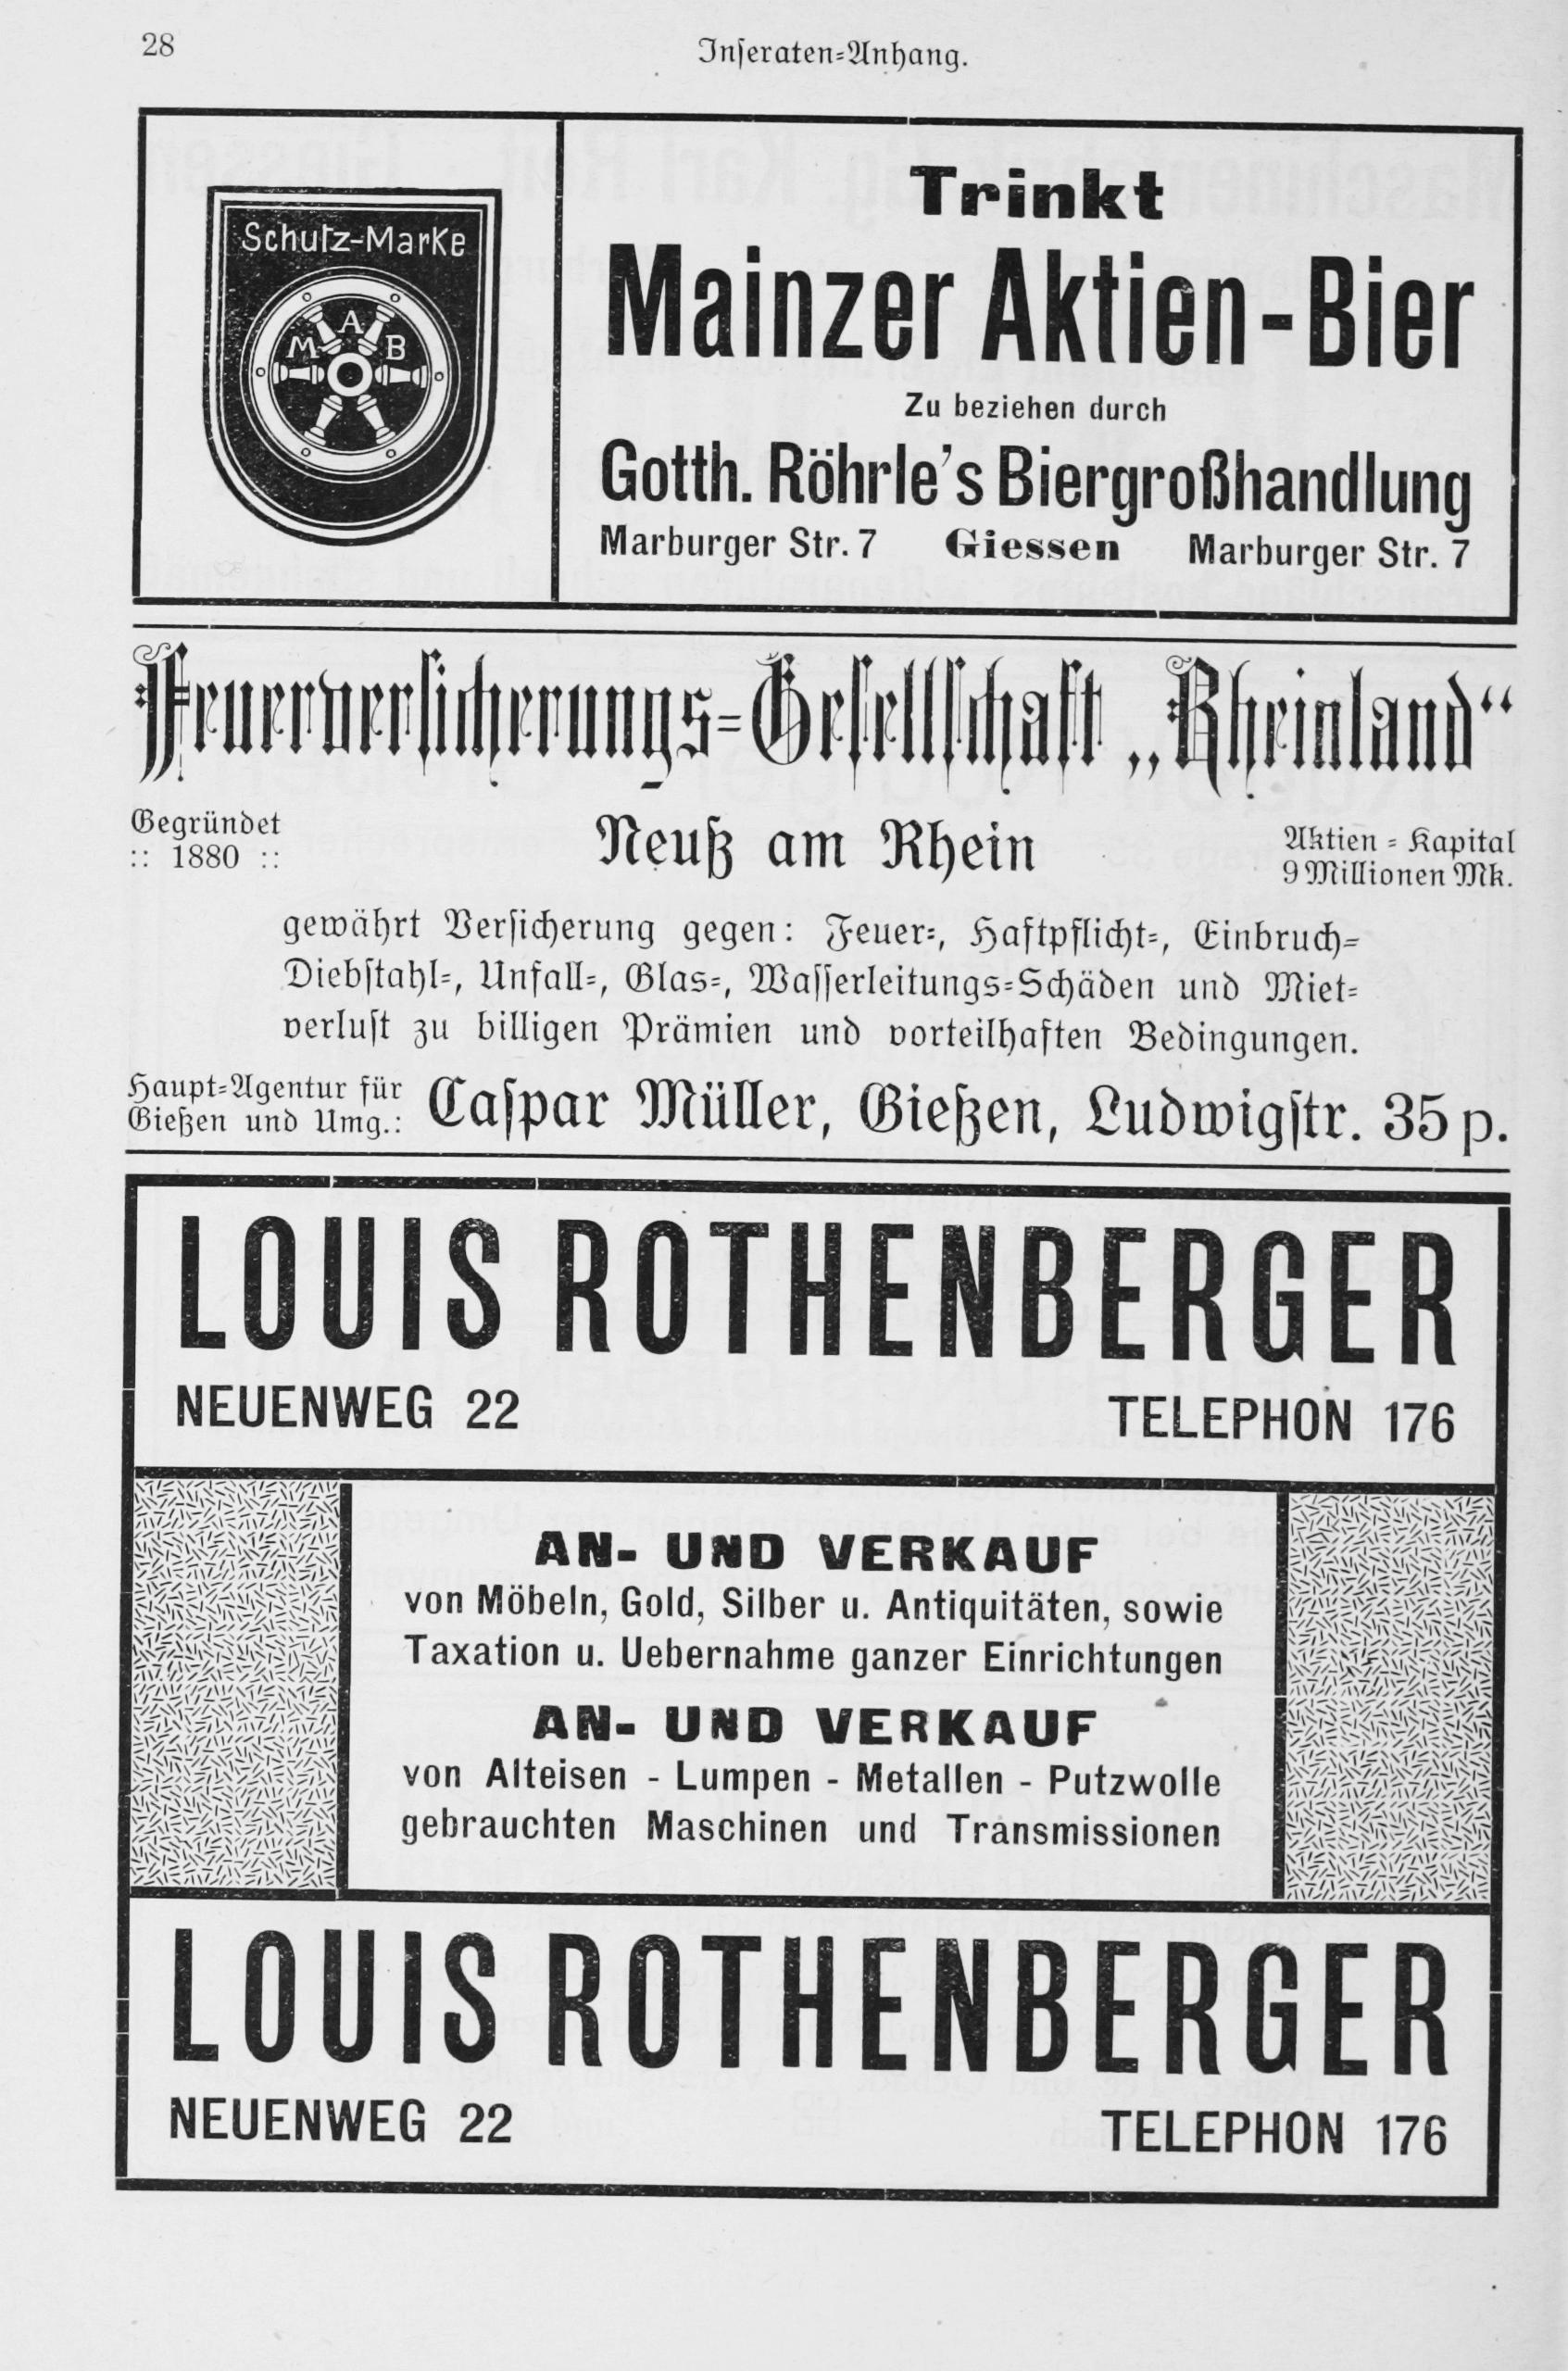 28
Inseraten-Anhang.
Schutz-Marke
M A B
Trinkt
Mainzer Aktien-Bier
Zu beziehen durch
Gotth. Röhrle's Biergroßhandlung
Marburger Str. 7 Giessen Marburger Str. 7
Feuerversicherungs-Gesellschaft „Rheinland“
Gegründet
:: 1880 ::
Neuß am Rhein
Aktien-Kapital
9 Millionen Mk.
gewährt Versicherung gegen: Feuer-, Haftpflicht-, Einbruch-
Diebstahl-, Unfall-, Glas-, Wasserleitungs-Schäden und Miet-
verlust zu billigen Prämien und vorteilhaften Bedingungen.
Haupt-Agentur für
Gießen und Umg.:
Caspar Müller, Gießen, Ludwigstr. 35 p.
LOUIS ROTHENBERGER
NEUENWEG 22 TELEPHON 176
AN- UND VERKAUF
von Möbeln, Gold, Silber u. Antiquitäten, sowie
Taxation u. Uebernahme ganzer Einrichtungen
AN- UND VERKAUF
von Alteisen - Lumpen - Metallen - Putzwolle
gebrauchten Maschinen und Transmissionen
LOUIS ROTHENBERGER
NEUENWEG 22 TELEPHON 176